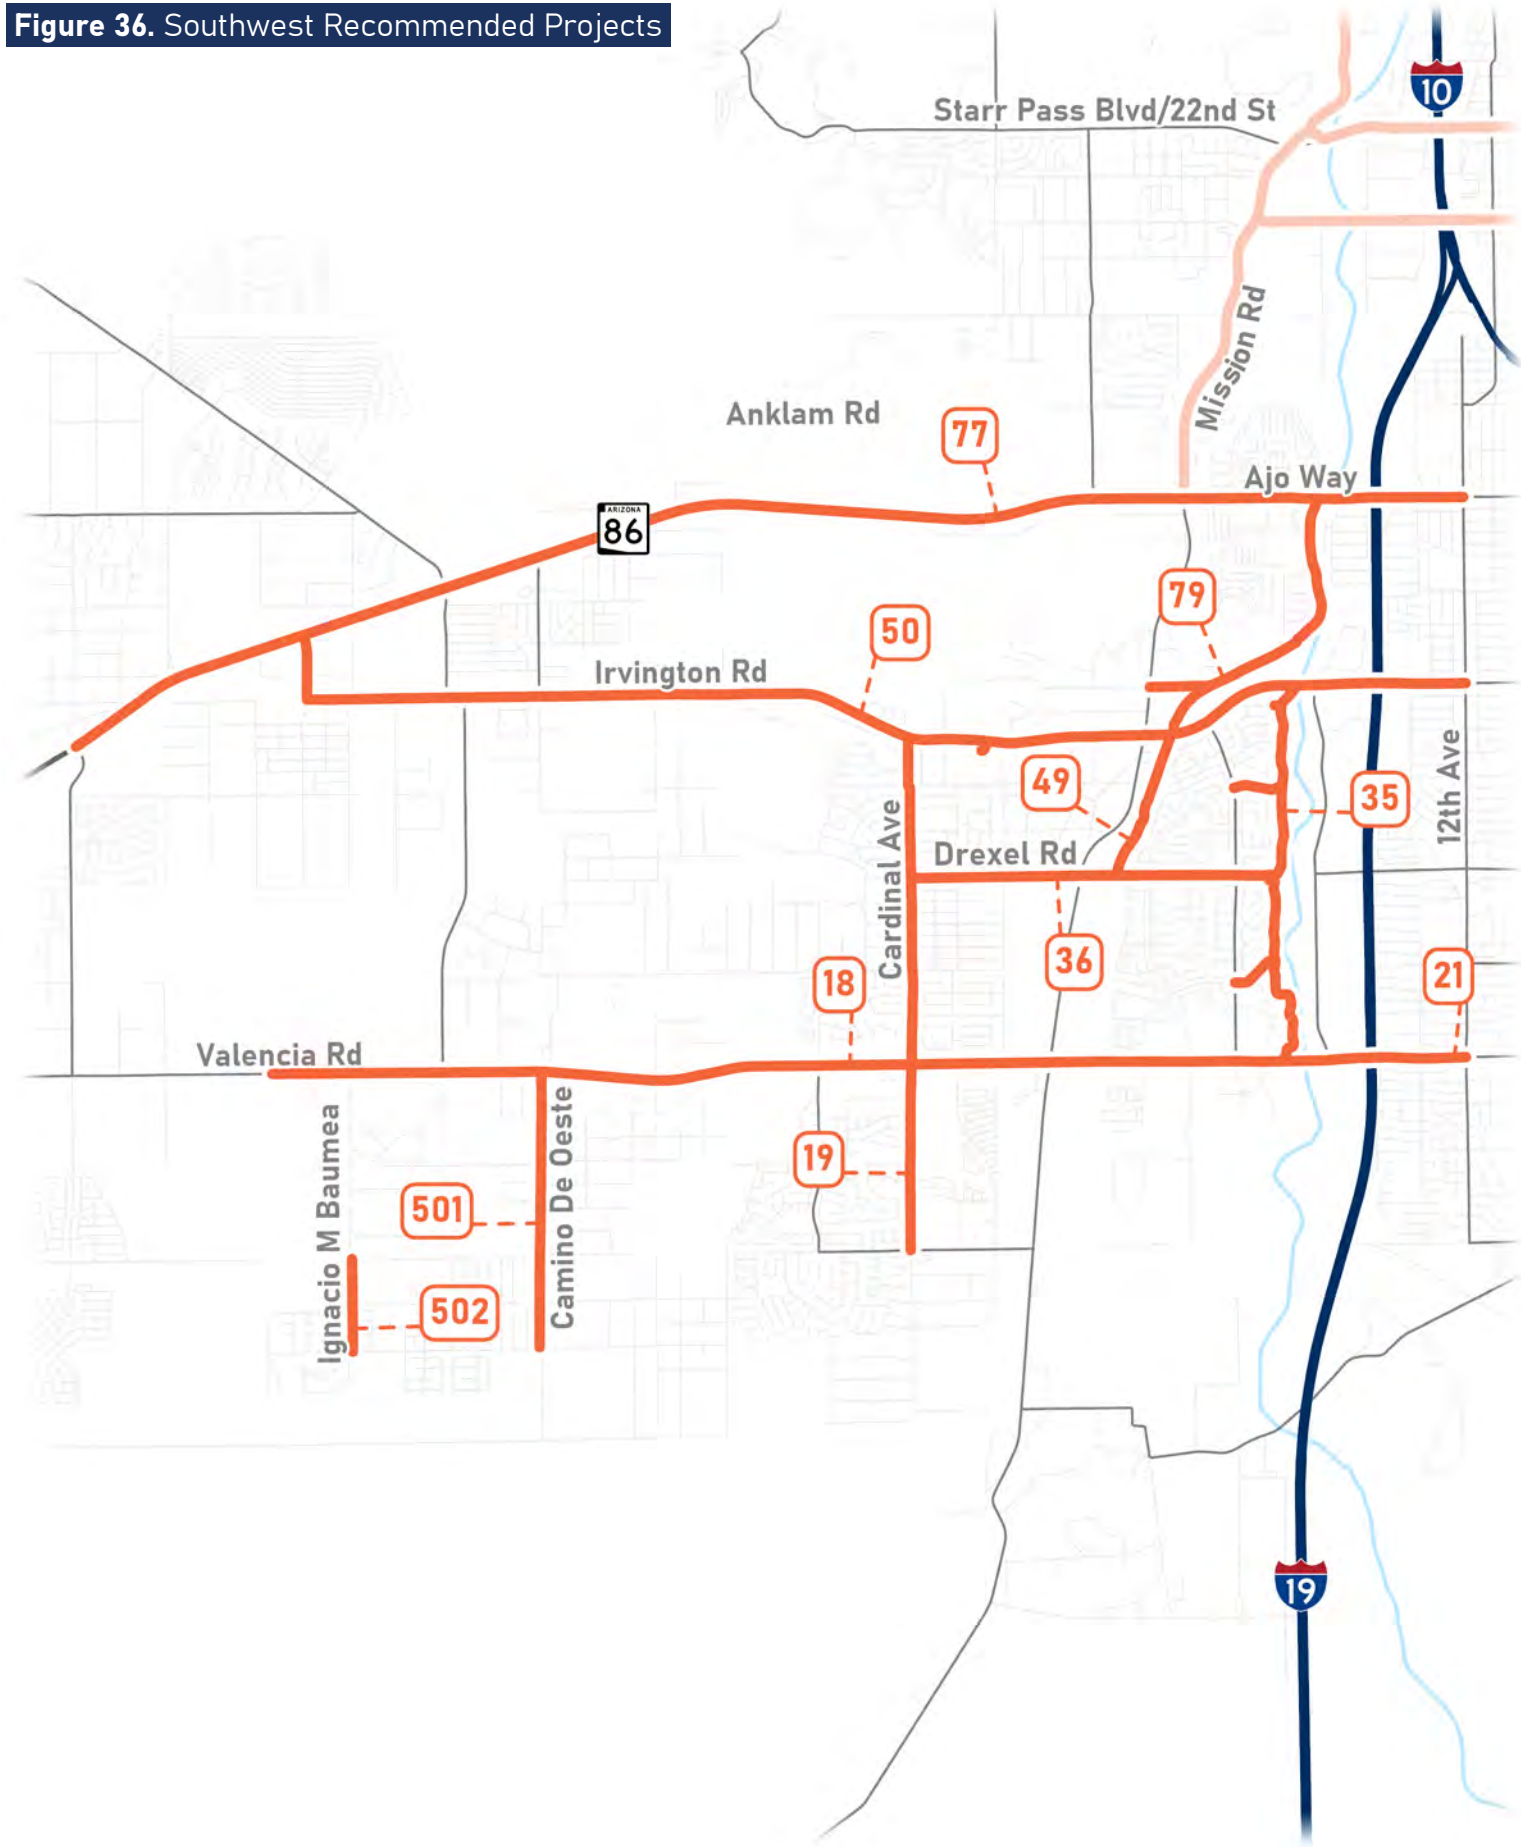 Figure 36. Southwest Recommended Projects
10
Starr Pass Blvd/22nd St
Mission Rd
Anklam Rd
77
Ajo Way
ARIZONA
86
79
50
Irvington Rd
49
35
12th Ave
Cardinal Ave
Drexel Rd
36
18
21
Valencia Rd
19
Ignacio M Baumea
501
Camino De Oeste
502
19